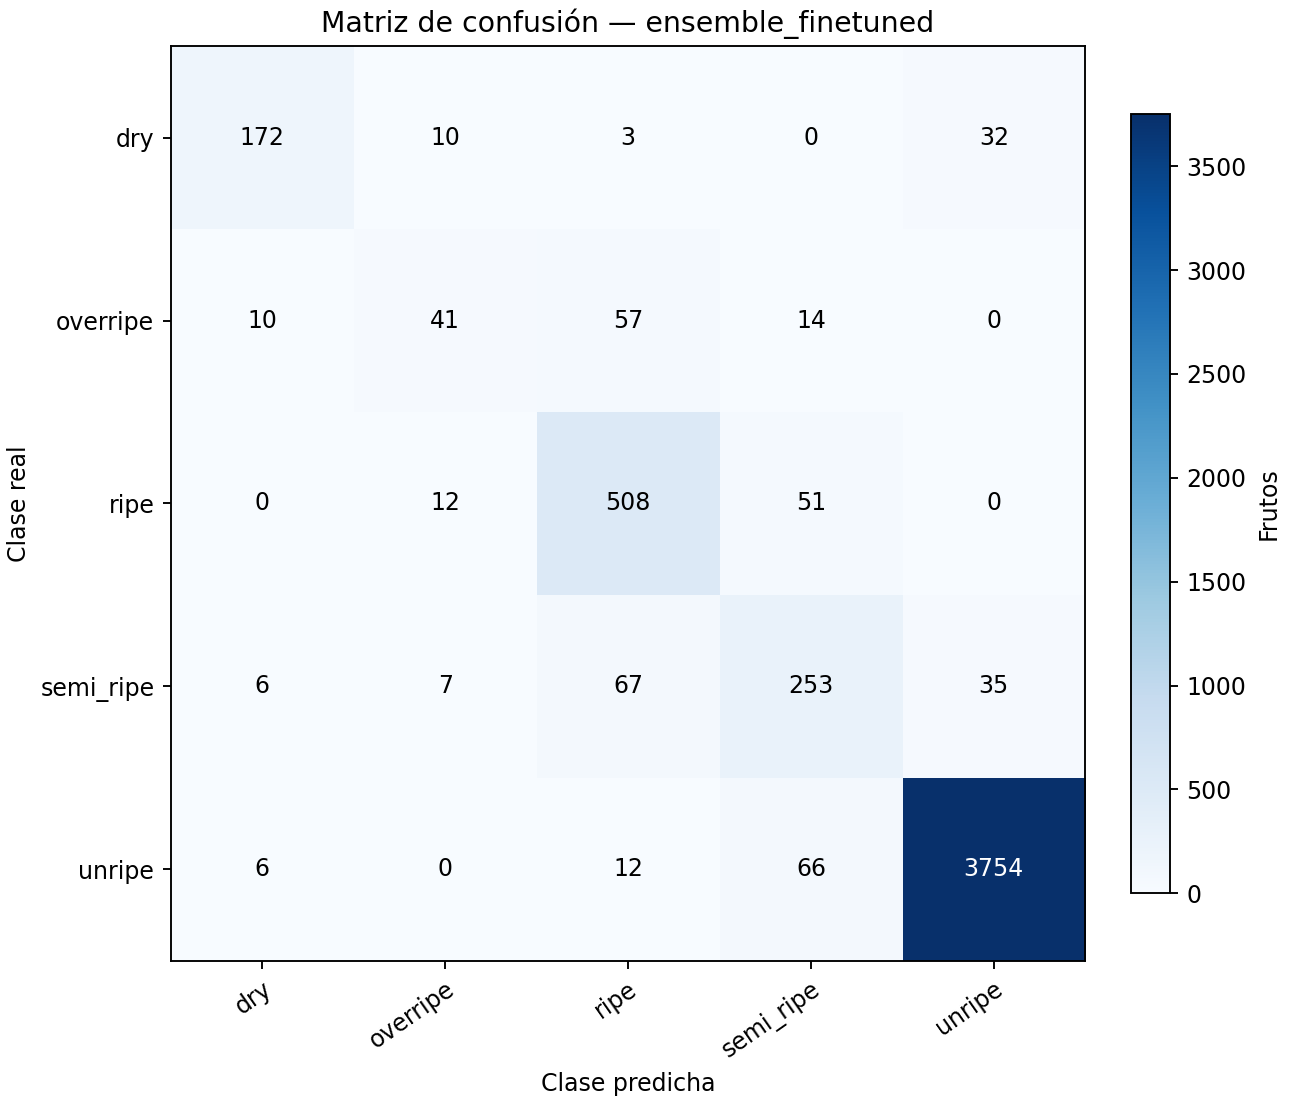 Matriz de confusión — ensemble_finetuned
dry 172 10 3 0 32
overripe 10 41 57 14 0
ripe 0 12 508 51 0
semi_ripe 6 7 67 253 35
unripe 6 0 12 66 3754
dry overripe ripe semi_ripe unripe
Clase predicha
Clase real
3500
3000
2500
2000
1500
1000
500
0
Frutos